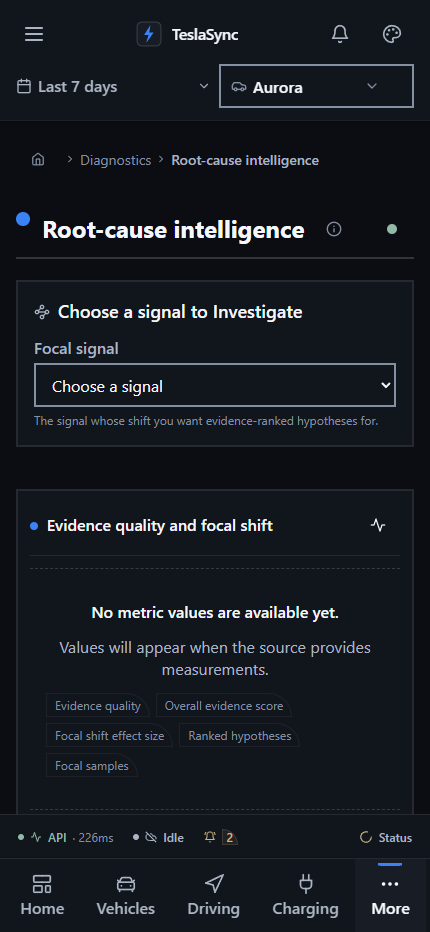 TeslaSync
Last 7 days
Aurora
Diagnostics
Root-cause intelligence
Root-cause intelligence
Choose a signal to Investigate
Focal signal
Choose a signal
The signal whose shift you want evidence-ranked hypotheses for.
Evidence quality and focal shift
No metric values are available yet.
Values will appear when the source provides
measurements.
Evidence quality
Overall evidence score
Focal shift effect size
Ranked hypotheses
Focal samples
API · 226ms
Idle
2
Status
Home
Vehicles
Driving
Charging
More